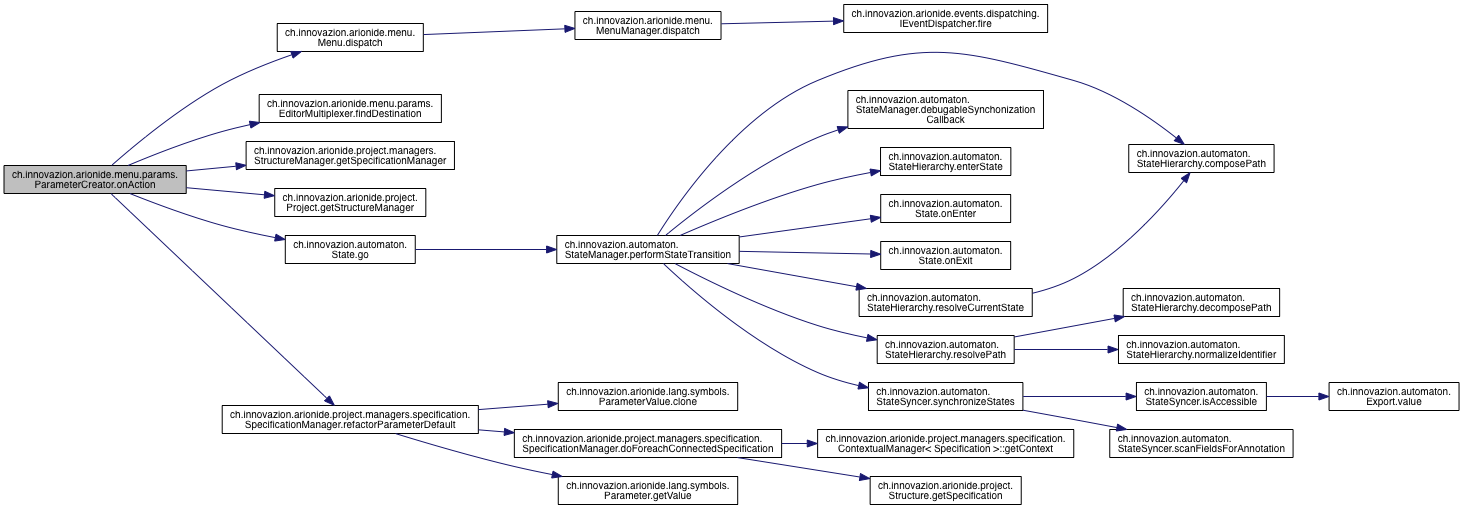 ch.innovazion.arionide.menu.params.
ParameterCreator.onAction
ch.innovazion.arionide.menu.
Menu.dispatch
ch.innovazion.arionide.menu.
MenuManager.dispatch
ch.innovazion.arionide.events.dispatching.
IEventDispatcher.fire
ch.innovazion.arionide.menu.params.
EditorMultiplexer.findDestination
ch.innovazion.arionide.project.managers.
StructureManager.getSpecificationManager
ch.innovazion.arionide.project.
Project.getStructureManager
ch.innovazion.automaton.
State.go
ch.innovazion.automaton.
StateManager.performStateTransition
ch.innovazion.automaton.
StateManager.debugableSynchonization
Callback
ch.innovazion.automaton.
StateHierarchy.enterState
ch.innovazion.automaton.
State.onEnter
ch.innovazion.automaton.
State.onExit
ch.innovazion.automaton.
StateHierarchy.resolveCurrentState
ch.innovazion.automaton.
StateHierarchy.composePath
ch.innovazion.automaton.
StateHierarchy.resolvePath
ch.innovazion.automaton.
StateHierarchy.decomposePath
ch.innovazion.automaton.
StateHierarchy.normalizeIdentifier
ch.innovazion.automaton.
StateSyncer.synchronizeStates
ch.innovazion.automaton.
StateSyncer.isAccessible
ch.innovazion.automaton.
Export.value
ch.innovazion.automaton.
StateSyncer.scanFieldsForAnnotation
ch.innovazion.arionide.project.managers.specification.
SpecificationManager.refactorParameterDefault
ch.innovazion.arionide.lang.symbols.
ParameterValue.clone
ch.innovazion.arionide.project.managers.specification.
SpecificationManager.doForeachConnectedSpecification
ch.innovazion.arionide.project.managers.specification.
ContextualManager< Specification >::getContext
ch.innovazion.arionide.project.
Structure.getSpecification
ch.innovazion.arionide.lang.symbols.
Parameter.getValue